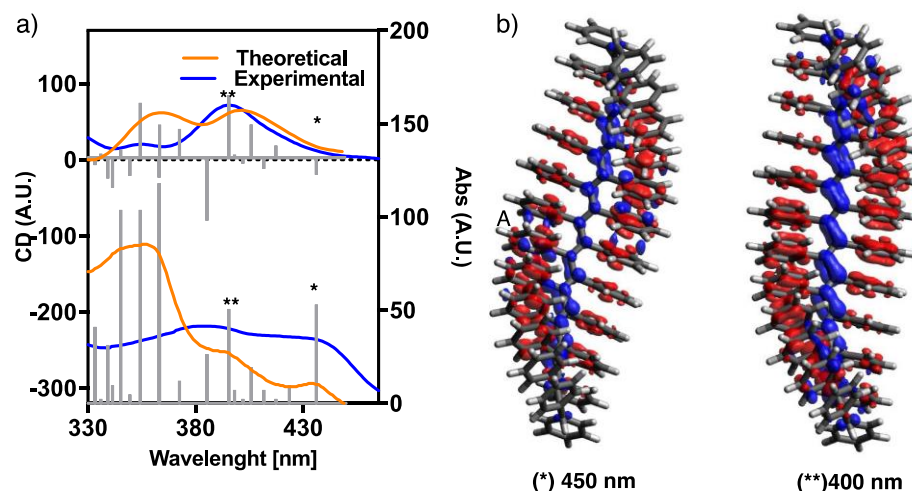 a)
b)
Theoretical
Experimental
CD (A.U.)
100
0
-100
-200
-300
**
*
**
*
Abs (A.U.)
200
150
100
50
0
330
380
430
Wavelenght [nm]
A
(*) 450 nm
(**)400 nm